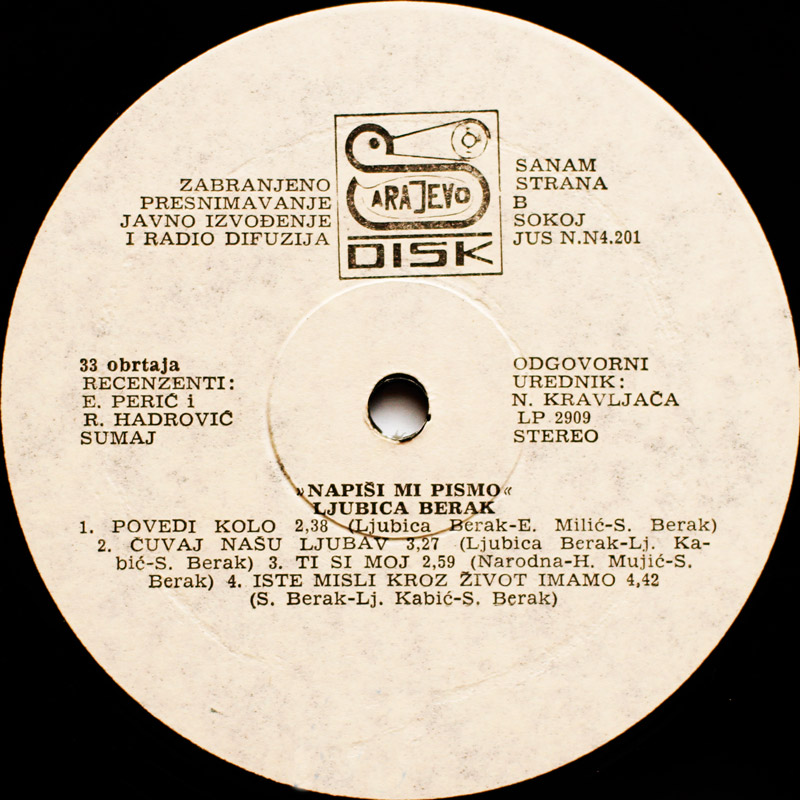 ZABRANJENO
PRESNIMAVANJE
JAVNO IZVOĐENJE
I RADIO DIFUZIJA
SARAJEVO
DISK
SANAM
STRANA
B
SOKOJ
JUS N.N4.201
33 obrtaja
RECENZENTI:
E. PERIĆ i
R. HADROVIĆ
SUMAJ
ODGOVORNI
UREDNIK:
N. KRAVLJAČA
LP 2909
STEREO
»NAPIŠI MI PISMO«
LJUBICA BERAK
1. POVEDI KOLO 2,38 (Ljubica Berak-E. Milić-S. Berak)
2. ČUVAJ NAŠU LJUBAV 3,27 (Ljubica Berak-Lj. Ka-
bić-S. Berak) 3. TI SI MOJ 2,59 (Narodna-H. Mujić-S.
Berak) 4. ISTE MISLI KROZ ŽIVOT IMAMO 4,42
(S. Berak-Lj. Kabić-S. Berak)